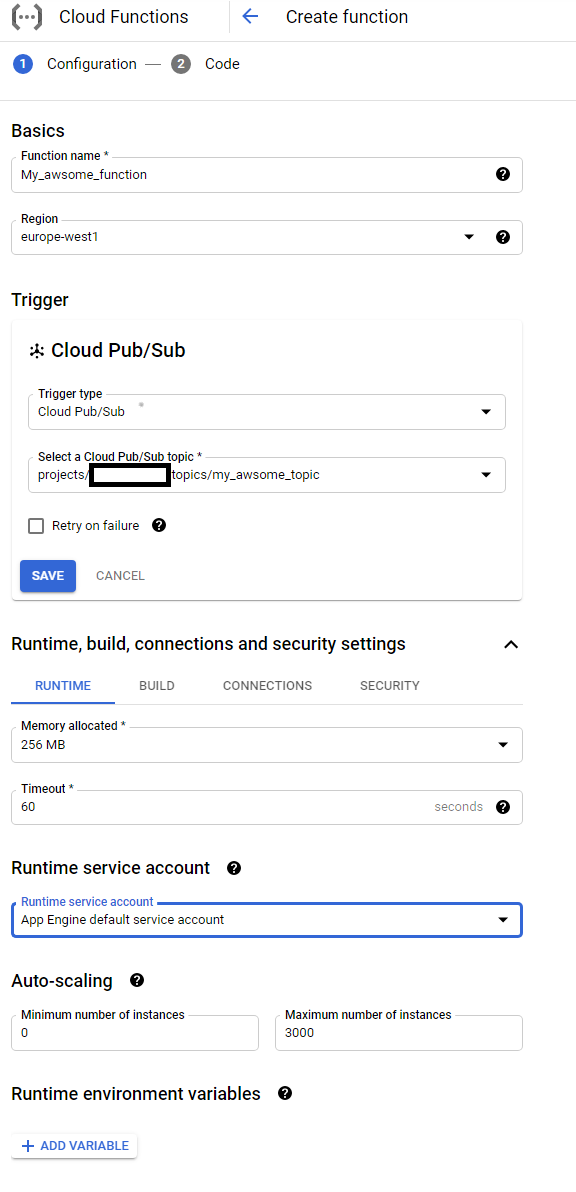 Cloud Functions Create function
1 Configuration — 2 Code
Basics
Function name *
My_awsome_function
Region
europe-west1
Trigger
Cloud Pub/Sub
Trigger type
Cloud Pub/Sub
Select a Cloud Pub/Sub topic *
projects/ topics/my_awsome_topic
Retry on failure
SAVE CANCEL
Runtime, build, connections and security settings
RUNTIME BUILD CONNECTIONS SECURITY
Memory allocated *
256 MB
Timeout *
60 seconds
Runtime service account
Runtime service account
App Engine default service account
Auto-scaling
Minimum number of instances Maximum number of instances
0 3000
Runtime environment variables
+ ADD VARIABLE